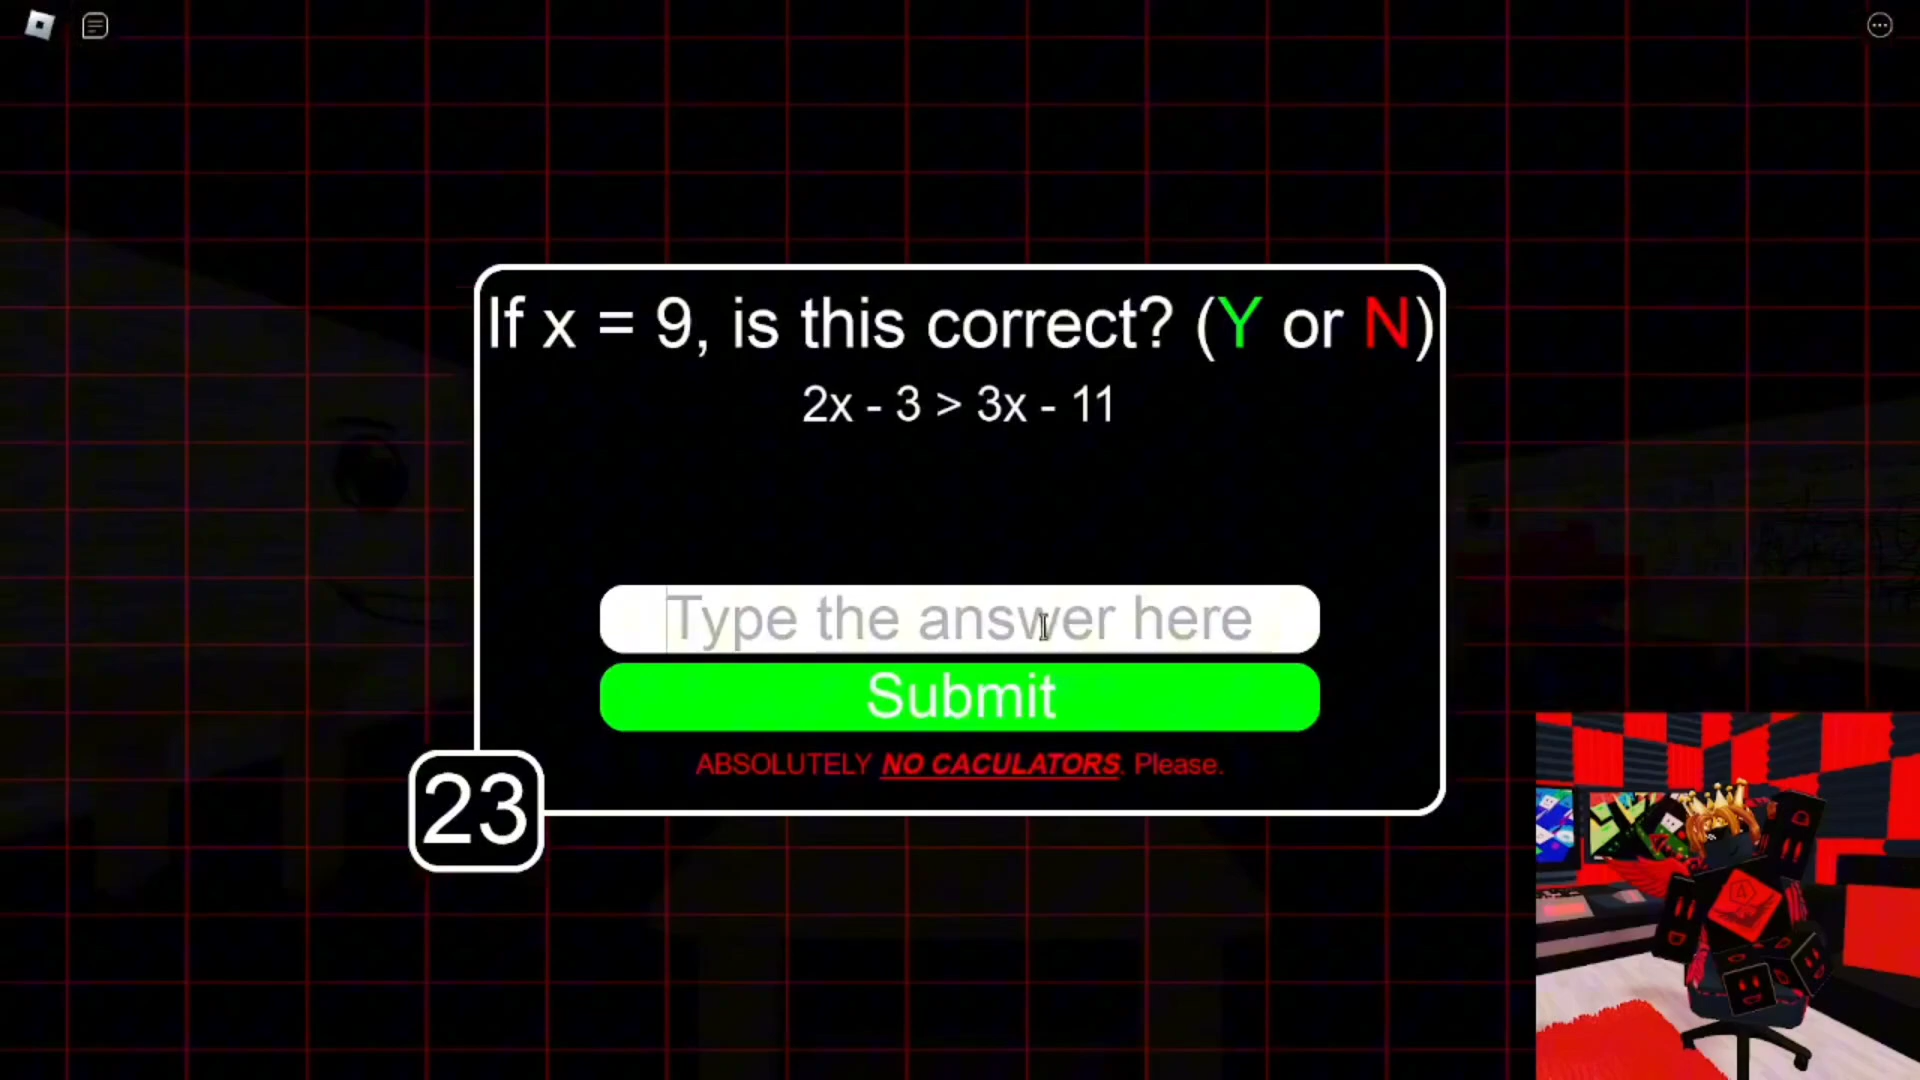 If x = 9, is this correct? (Y or N)
2x - 3 > 3x - 11
Type the answer here
Submit
ABSOLUTELY NO CACULATORS. Please.
23